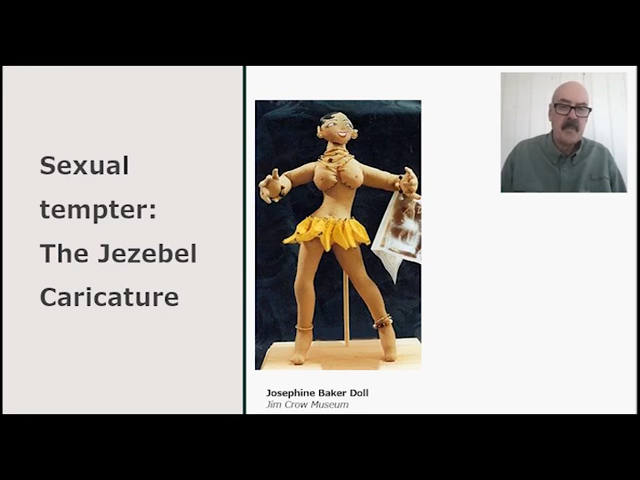 Sexual
tempter:
The Jezebel
Caricature
Josephine Baker Doll
Jim Crow Museum